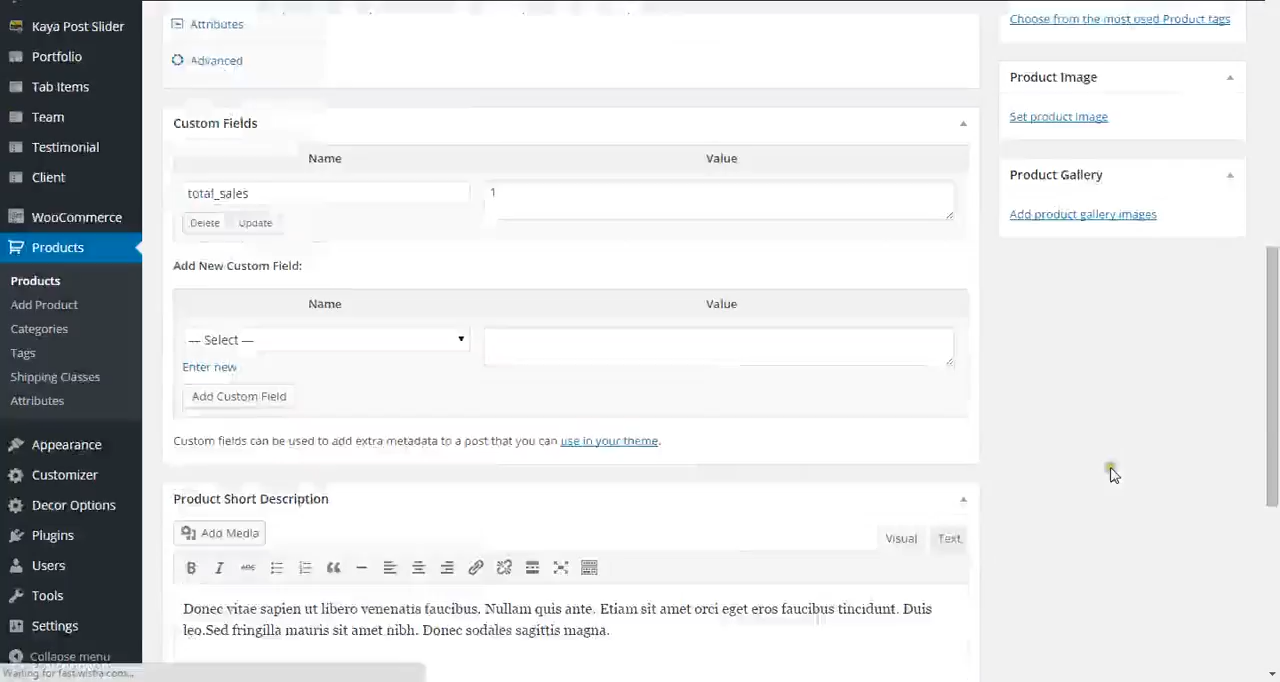 Kaya Post Slider
Portfolio
Tab Items
Team
Testimonial
Client
WooCommerce
Products
Products
Add Product
Categories
Tags
Shipping Classes
Attributes
Appearance
Customizer
Decor Options
Plugins
Users
Tools
Settings
Collapse menu
Waiting for fast.wistia.com...
Attributes
Advanced
Custom Fields
Name Value
total_sales 1
Delete Update
Add New Custom Field:
Name Value
— Select —
Enter new
Add Custom Field
Custom fields can be used to add extra metadata to a post that you can use in your theme.
Product Short Description
Add Media
Visual Text
B I ABC
Donec vitae sapien ut libero venenatis faucibus. Nullam quis ante. Etiam sit amet orci eget eros faucibus tincidunt. Duis
leo.Sed fringilla mauris sit amet nibh. Donec sodales sagittis magna.
Choose from the most used Product tags
Product Image
Set product image
Product Gallery
Add product gallery images